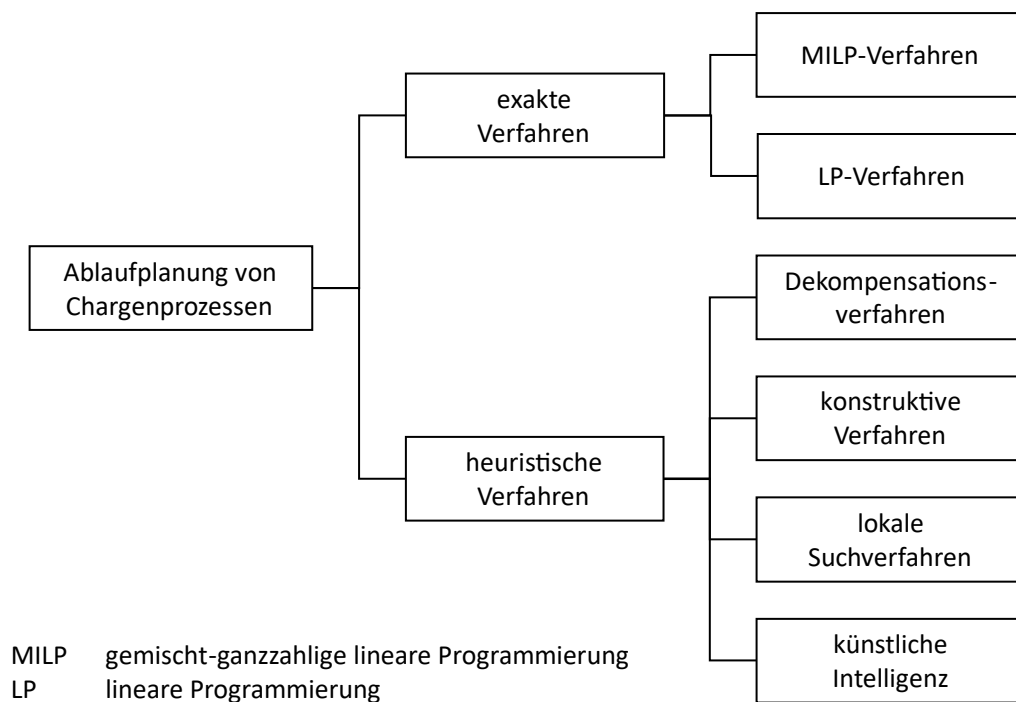 Ablaufplanung von
Chargenprozessen
exakte
Verfahren
MILP-Verfahren
LP-Verfahren
heuristische
Verfahren
Dekompensations-
verfahren
konstruktive
Verfahren
lokale
Suchverfahren
künstliche
Intelligenz
MILP gemischt-ganzzahlige lineare Programmierung
LP lineare Programmierung